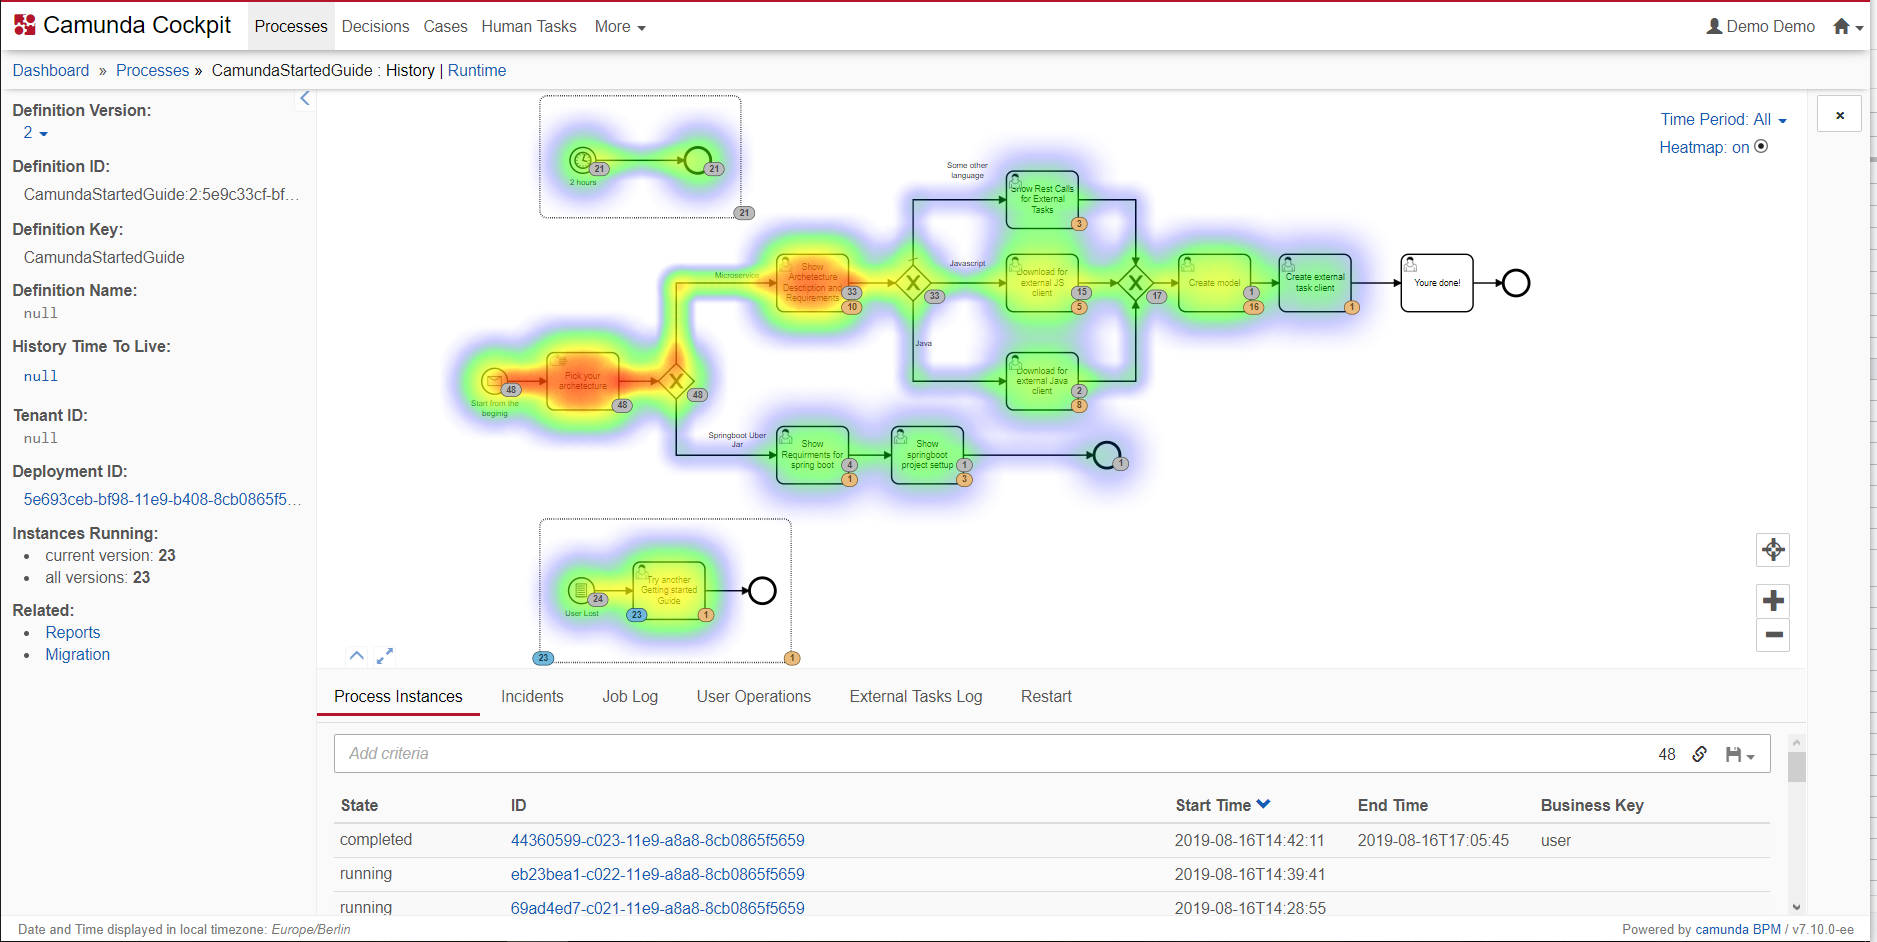 Camunda Cockpit
Processes
Decisions
Cases
Human Tasks
More
Demo Demo
Dashboard » Processes » CamundaStartedGuide : History | Runtime
Definition Version:
2
Definition ID:
CamundaStartedGuide:2:5e9c33cf-bf...
Definition Key:
CamundaStartedGuide
Definition Name:
null
History Time To Live:
null
Tenant ID:
null
Deployment ID:
5e693ceb-bf98-11e9-b408-8cb0865f5...
Instances Running:
current version: 23
all versions: 23
Related:
Reports
Migration
Time Period: All
Heatmap: on
×
21
2 hours
21
21
Some other
language
Show Rest Calls
for External
Tasks
3
Microservice
Show
Archetecture
Desctiption and
Requirements
33
10
X
33
Javascript
Download for
external JS
client
15
5
X
17
Create model
1
16
Create external
task client
1
Youre done!
Java
Download for
external Java
client
2
8
48
Start from the
beginig
Pick your
archetecture
48
X
48
Springboot Uber
Jar
Show
Requirments for
spring boot
4
1
Show
springboot
project settup
1
3
1
24
User Lost
Try another
Getting started
Guide
23
1
23
1
Process Instances
Incidents
Job Log
User Operations
External Tasks Log
Restart
Add criteria
48
State ID Start Time End Time Business Key
completed 44360599-c023-11e9-a8a8-8cb0865f5659 2019-08-16T14:42:11 2019-08-16T17:05:45 user
running eb23bea1-c022-11e9-a8a8-8cb0865f5659 2019-08-16T14:39:41
running 69ad4ed7-c021-11e9-a8a8-8cb0865f5659 2019-08-16T14:28:55
Date and Time displayed in local timezone: Europe/Berlin
Powered by camunda BPM / v7.10.0-ee